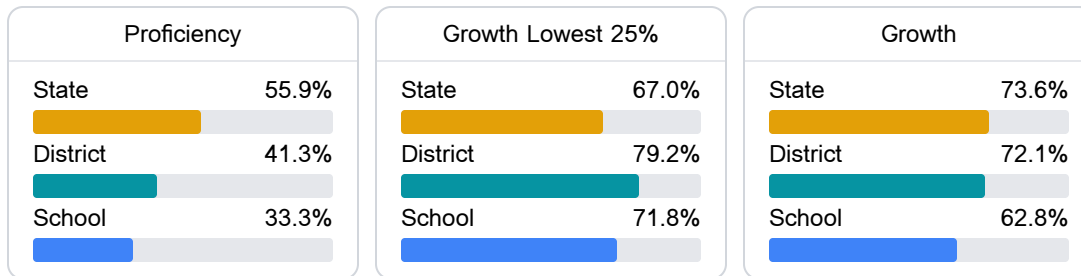 Proficiency
State 55.9%
District 41.3%
School 33.3%
Growth Lowest 25%
State 67.0%
District 79.2%
School 71.8%
Growth
State 73.6%
District 72.1%
School 62.8%